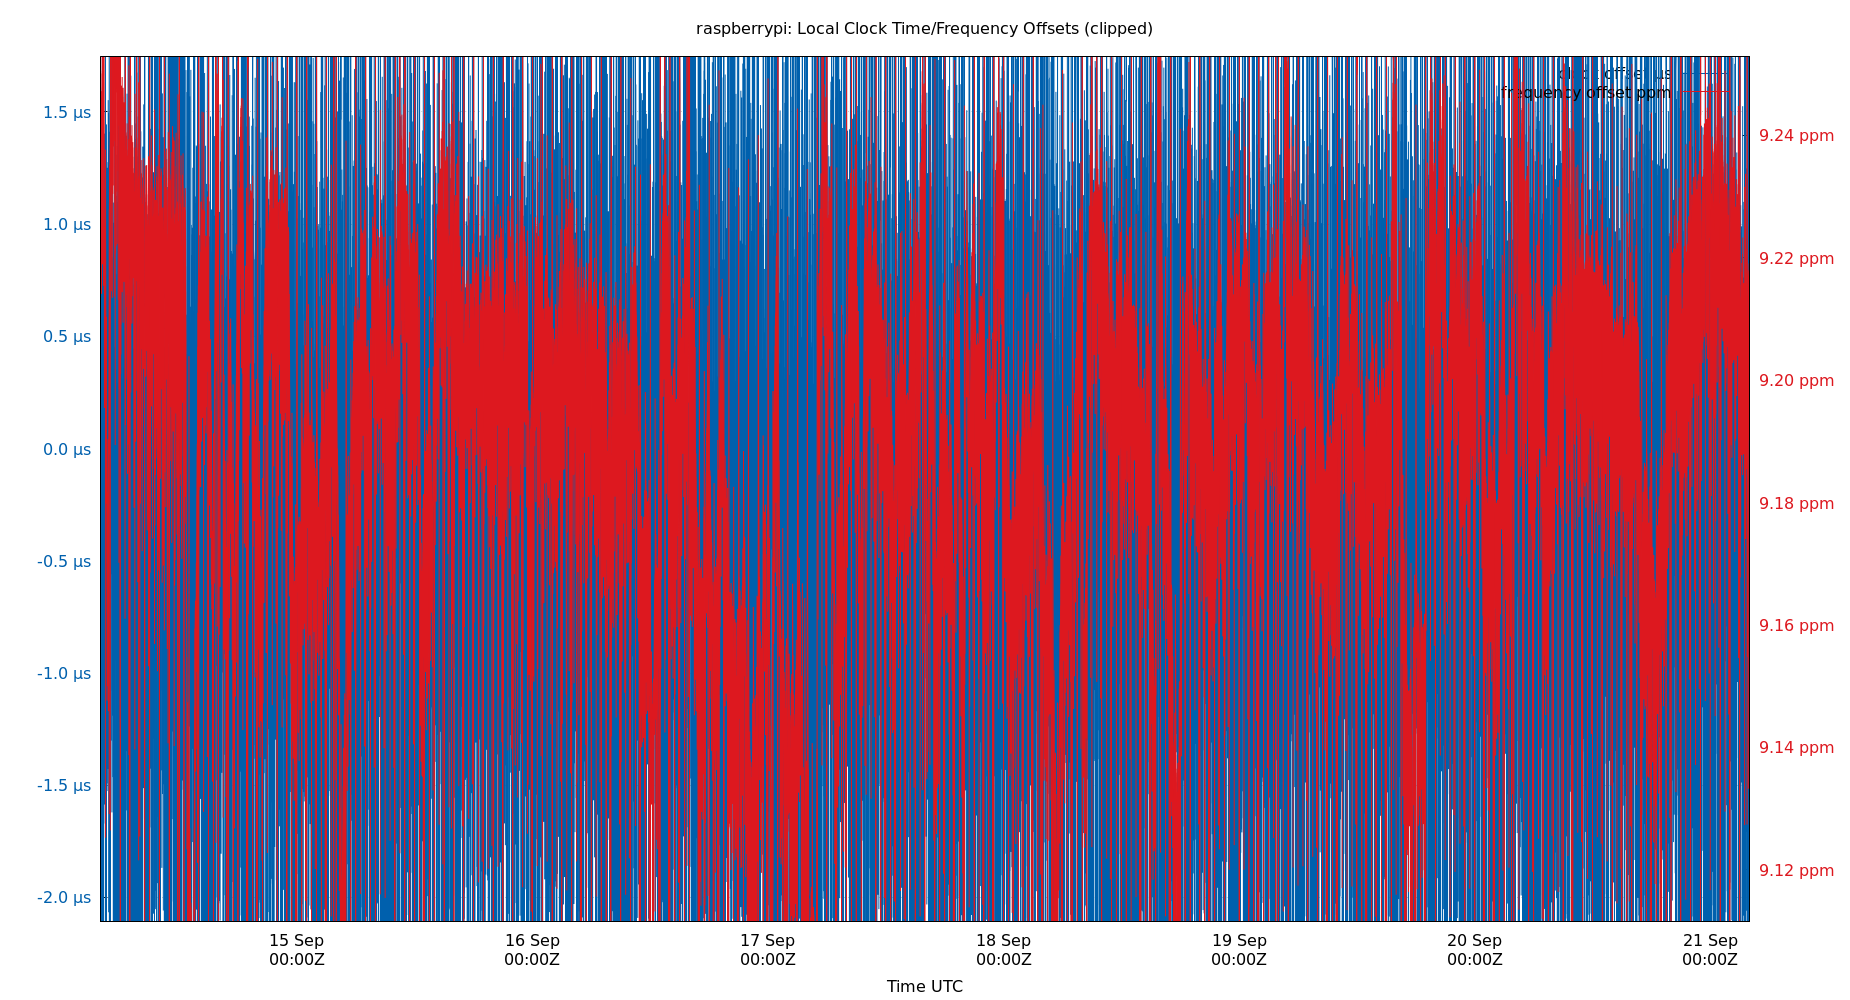 raspberrypi: Local Clock Time/Frequency Offsets (clipped)
clock offset µs
frequency offset ppm
1.5 µs
1.0 µs
0.5 µs
0.0 µs
-0.5 µs
-1.0 µs
-1.5 µs
-2.0 µs
9.24 ppm
9.22 ppm
9.20 ppm
9.18 ppm
9.16 ppm
9.14 ppm
9.12 ppm
15 Sep
00:00Z
16 Sep
00:00Z
17 Sep
00:00Z
18 Sep
00:00Z
19 Sep
00:00Z
20 Sep
00:00Z
21 Sep
00:00Z
Time UTC